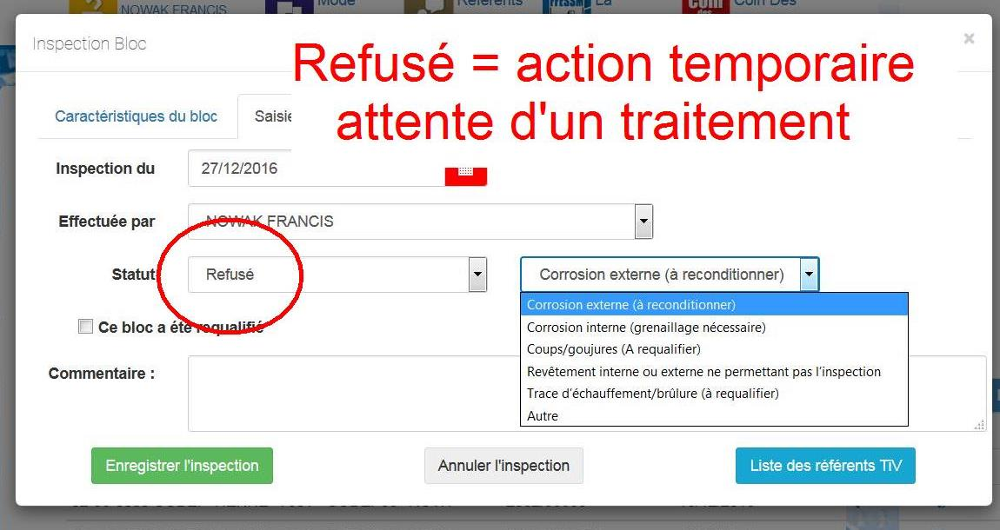 NOWAK FRANCIS
Mode
Référents
La
Coin Des
Inspection Bloc
×
Refusé = action temporaire
attente d'un traitement
Caractéristiques du bloc
Saisie
Inspection du
27/12/2016
Effectuée par
NOWAK FRANCIS
Statut
Refusé
Corrosion externe (à reconditionner)
Corrosion externe (à reconditionner)
Corrosion interne (grenaillage nécessaire)
Coups/goujures (A requalifier)
Revêtement interne ou externe ne permettant pas l'inspection
Trace d'échauffement/brûlure (à requalifier)
Autre
Ce bloc a été requalifié
Commentaire :
Enregistrer l'inspection
Annuler l'inspection
Liste des référents TIV